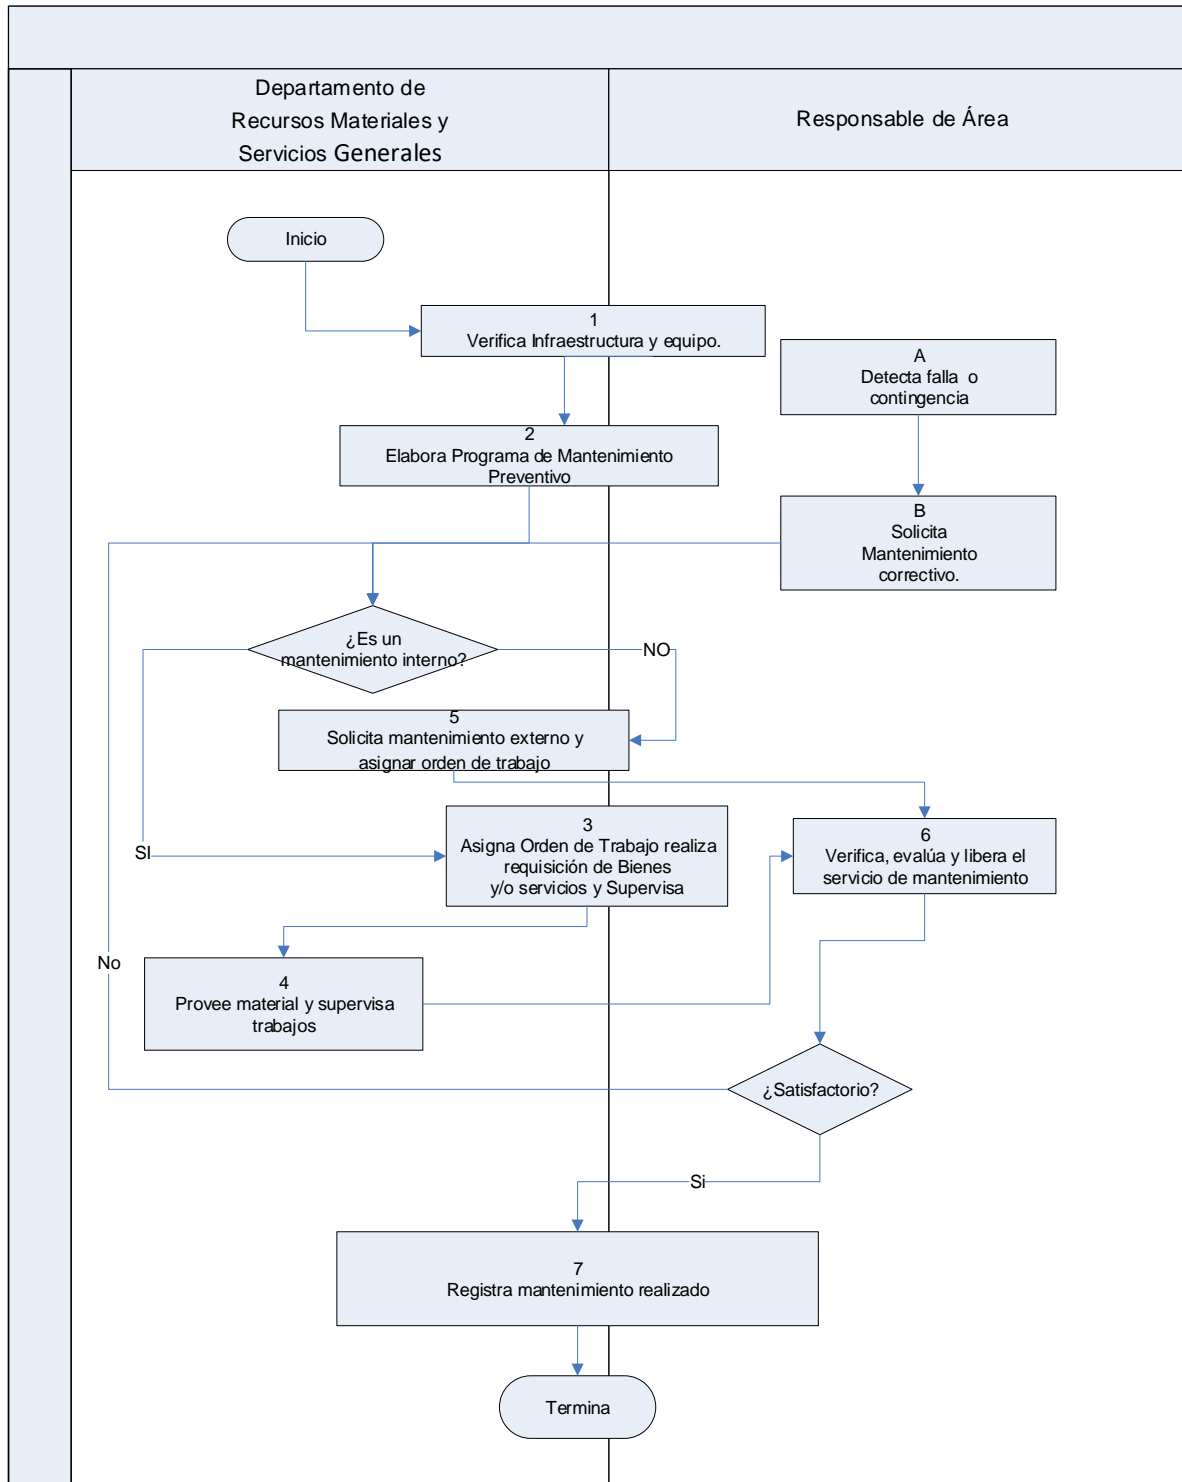 Departamento de
Recursos Materiales y
Servicios Generales
Responsable de Área
Inicio
1
Verifica Infraestructura y equipo.
A
Detecta falla o
contingencia
2
Elabora Programa de Mantenimiento
Preventivo
B
Solicita
Mantenimiento
correctivo.
¿Es un
mantenimiento interno?
NO
5
Solicita mantenimiento externo y
asignar orden de trabajo
SI
3
Asigna Orden de Trabajo realiza
requisición de Bienes
y/o servicios y Supervisa
6
Verifica, evalúa y libera el
servicio de mantenimiento
No
4
Provee material y supervisa
trabajos
¿Satisfactorio?
Si
7
Registra mantenimiento realizado
Termina